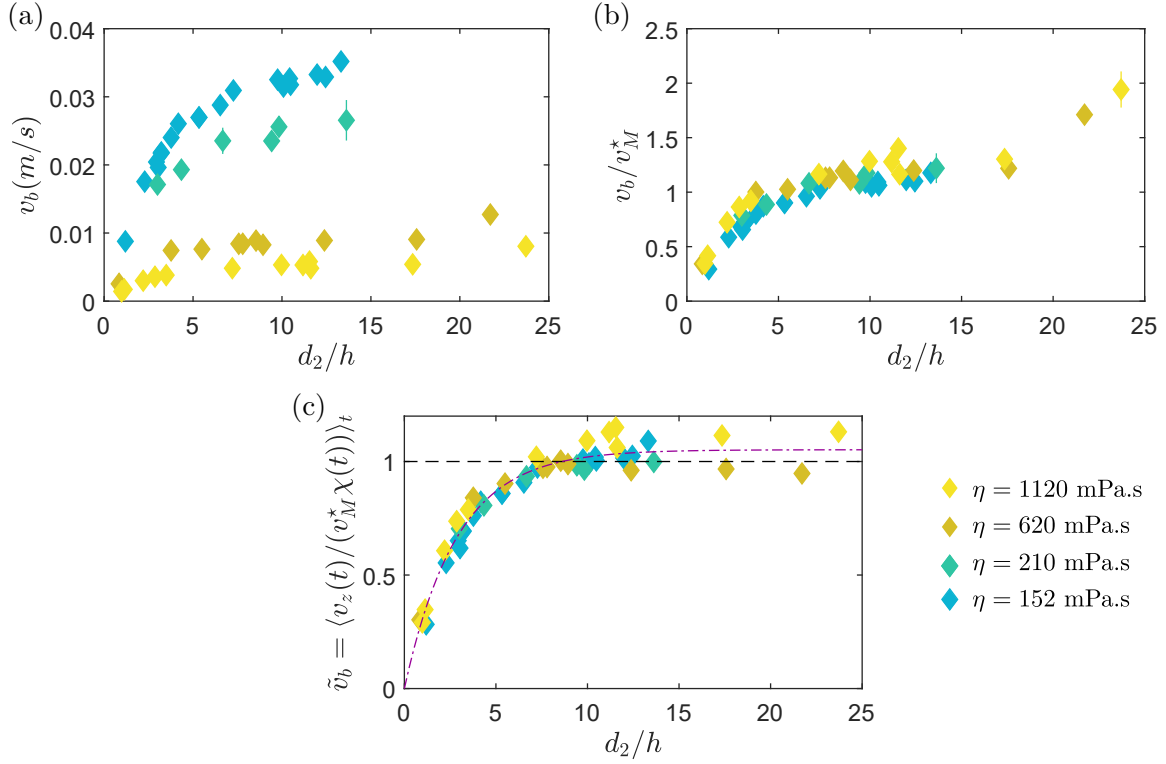 (a)
(b)
0.04
0.03
0.02
0.01
0
v_b(m/s)
0 5 10 15 20 25
d_2/h
2.5
2
1.5
1
0.5
0
v_b/v_M^⋆
0 5 10 15 20 25
d_2/h
(c)
1
0.5
0
ṽ_b = ⟨v_z(t)/(v_M^⋆ χ(t))⟩_t
0 5 10 15 20 25
d_2/h
η = 1120 mPa.s
η = 620 mPa.s
η = 210 mPa.s
η = 152 mPa.s